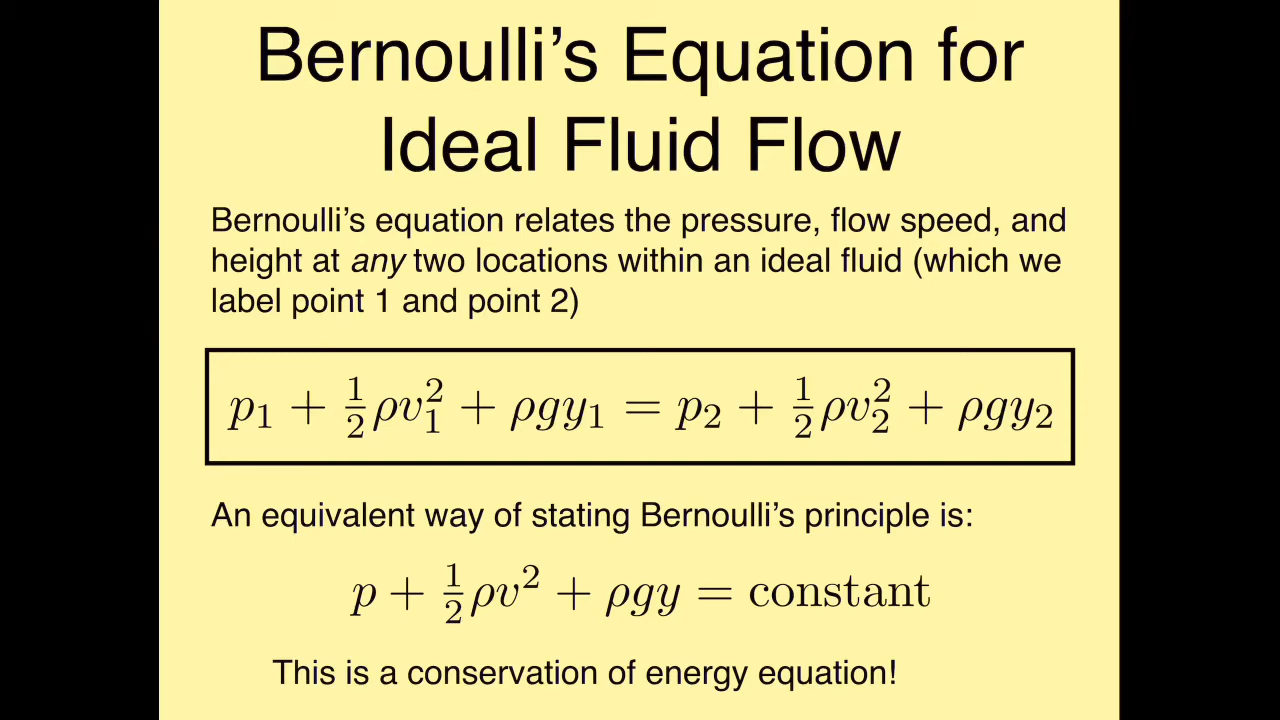 Bernoulli’s Equation for
Ideal Fluid Flow
Bernoulli’s equation relates the pressure, flow speed, and
height at any two locations within an ideal fluid (which we
label point 1 and point 2)
p₁ + ½ρv₁² + ρgy₁ = p₂ + ½ρv₂² + ρgy₂
An equivalent way of stating Bernoulli’s principle is:
p + ½ρv² + ρgy = constant
This is a conservation of energy equation!